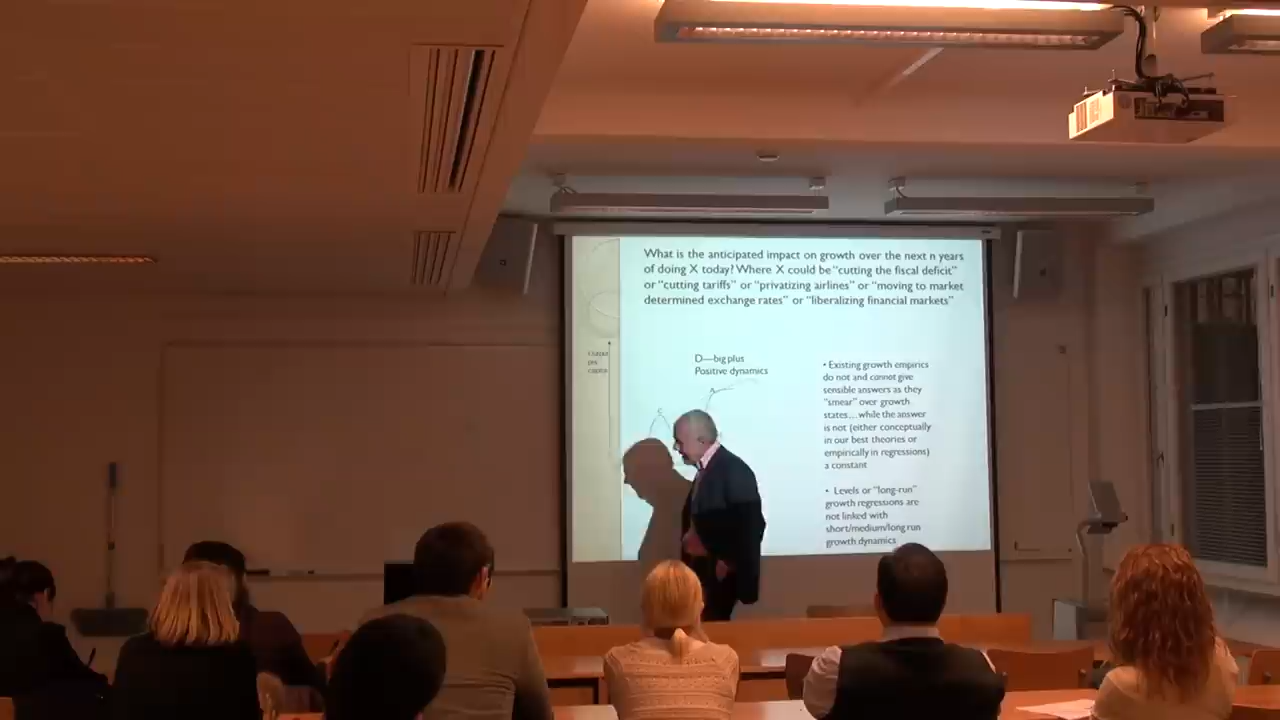 What is the anticipated impact on growth over the next n years
of doing X today? Where X could be "cutting the fiscal deficit"
or "cutting tariffs" or "privatizing airlines" or "moving to market
determined exchange rates" or "liberalizing financial markets"
Output
per
capita
D—big plus
Positive dynamics
A
C
• Existing growth empirics
do not and cannot give
sensible answers as they
"smear" over growth
states…while the answer
is not (either conceptually
in our best theories or
empirically in regressions)
a constant
• Levels or "long-run"
growth regressions are
not linked with
short/medium/long run
growth dynamics